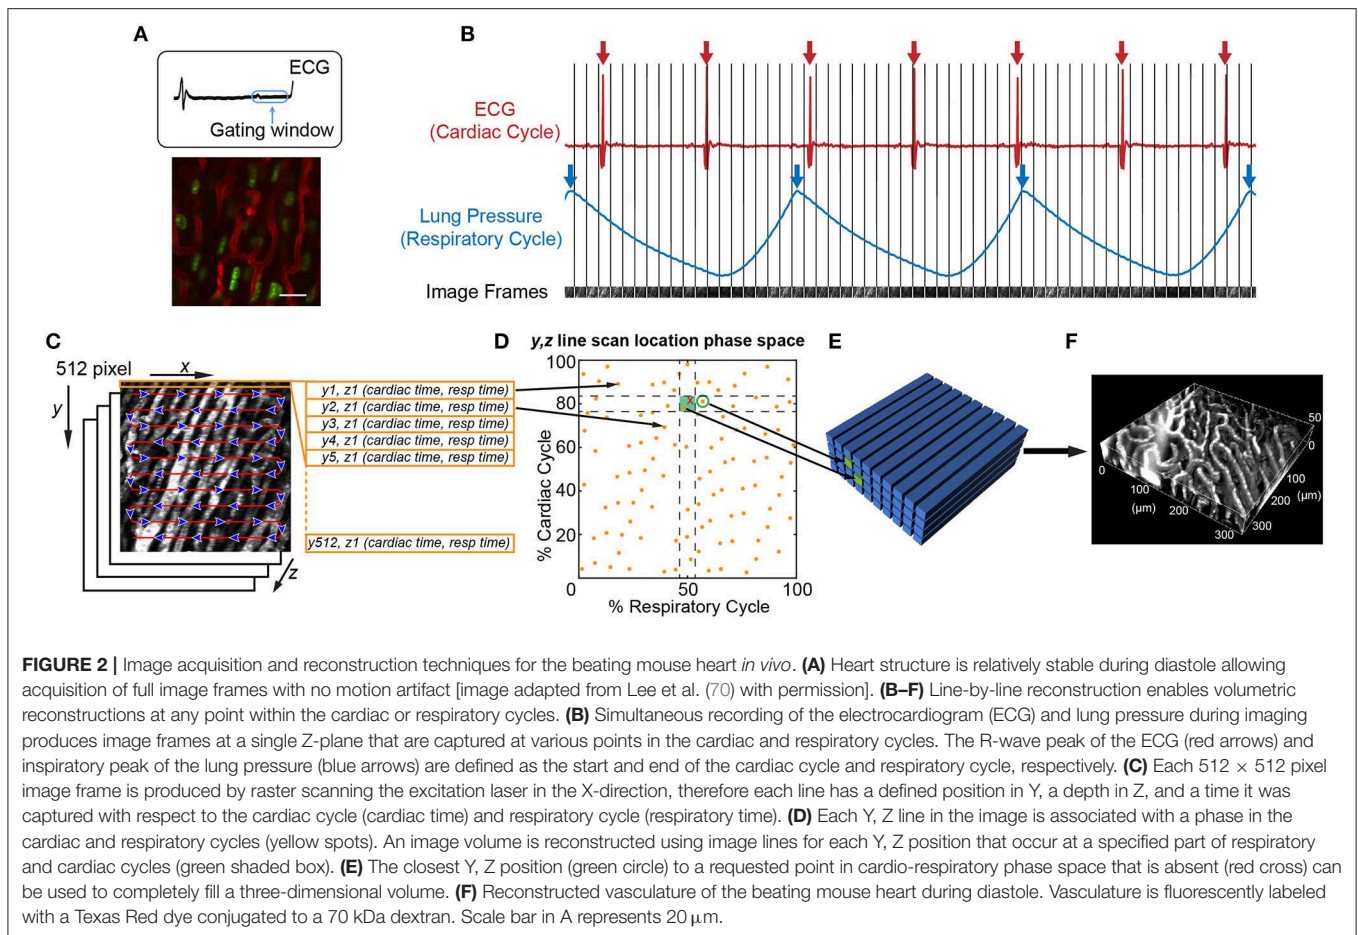 A
ECG
Gating window
B
ECG
(Cardiac Cycle)
Lung Pressure
(Respiratory Cycle)
Image Frames
C
512 pixel
x
y
z
y1, z1 (cardiac time, resp time)
y2, z1 (cardiac time, resp time)
y3, z1 (cardiac time, resp time)
y4, z1 (cardiac time, resp time)
y5, z1 (cardiac time, resp time)
y512, z1 (cardiac time, resp time)
D
y,z line scan location phase space
100
80
60
40
20
0
50
100
% Cardiac Cycle
% Respiratory Cycle
x
E
F
50
0
0
100
(µm)
200
300
100
200
(µm)
300
FIGURE 2 | Image acquisition and reconstruction techniques for the beating mouse heart in vivo. (A) Heart structure is relatively stable during diastole allowing
acquisition of full image frames with no motion artifact [image adapted from Lee et al. (70) with permission]. (B–F) Line-by-line reconstruction enables volumetric
reconstructions at any point within the cardiac or respiratory cycles. (B) Simultaneous recording of the electrocardiogram (ECG) and lung pressure during imaging
produces image frames at a single Z-plane that are captured at various points in the cardiac and respiratory cycles. The R-wave peak of the ECG (red arrows) and
inspiratory peak of the lung pressure (blue arrows) are defined as the start and end of the cardiac cycle and respiratory cycle, respectively. (C) Each 512 × 512 pixel
image frame is produced by raster scanning the excitation laser in the X-direction, therefore each line has a defined position in Y, a depth in Z, and a time it was
captured with respect to the cardiac cycle (cardiac time) and respiratory cycle (respiratory time). (D) Each Y, Z line in the image is associated with a phase in the
cardiac and respiratory cycles (yellow spots). An image volume is reconstructed using image lines for each Y, Z position that occur at a specified part of respiratory
and cardiac cycles (green shaded box). (E) The closest Y, Z position (green circle) to a requested point in cardio-respiratory phase space that is absent (red cross) can
be used to completely fill a three-dimensional volume. (F) Reconstructed vasculature of the beating mouse heart during diastole. Vasculature is fluorescently labeled
with a Texas Red dye conjugated to a 70 kDa dextran. Scale bar in A represents 20 µm.